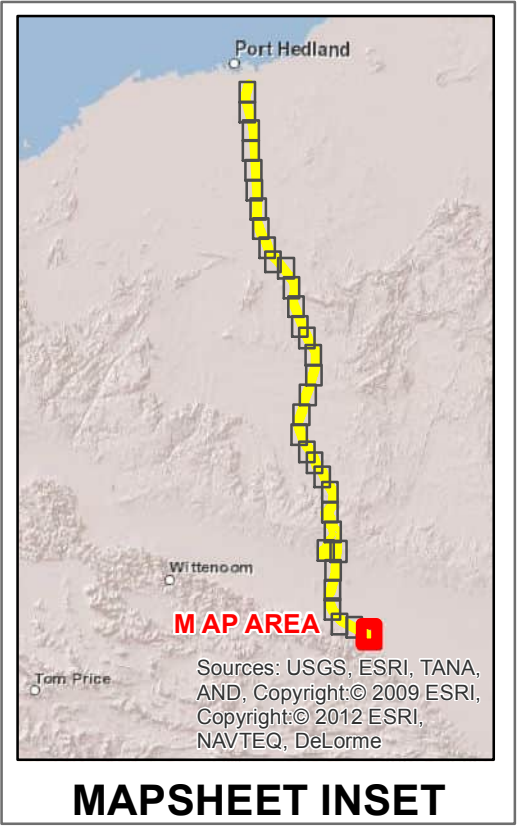 Port Hedland
Wittenoom
MAP AREA
Sources: USGS, ESRI, TANA,
AND, Copyright:© 2009 ESRI,
Tom Price
Copyright:© 2012 ESRI,
NAVTEQ, DeLorme
MAPSHEET INSET